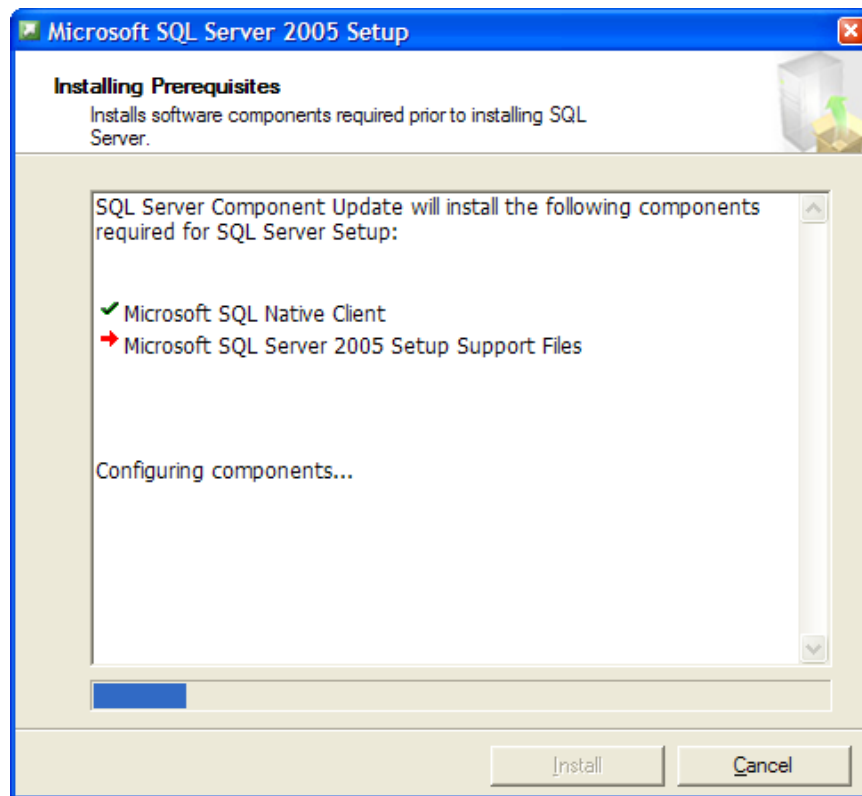 Microsoft SQL Server 2005 Setup
Installing Prerequisites
Installs software components required prior to installing SQL
Server.
SQL Server Component Update will install the following components
required for SQL Server Setup:
Microsoft SQL Native Client
Microsoft SQL Server 2005 Setup Support Files
Configuring components...
Install
Cancel